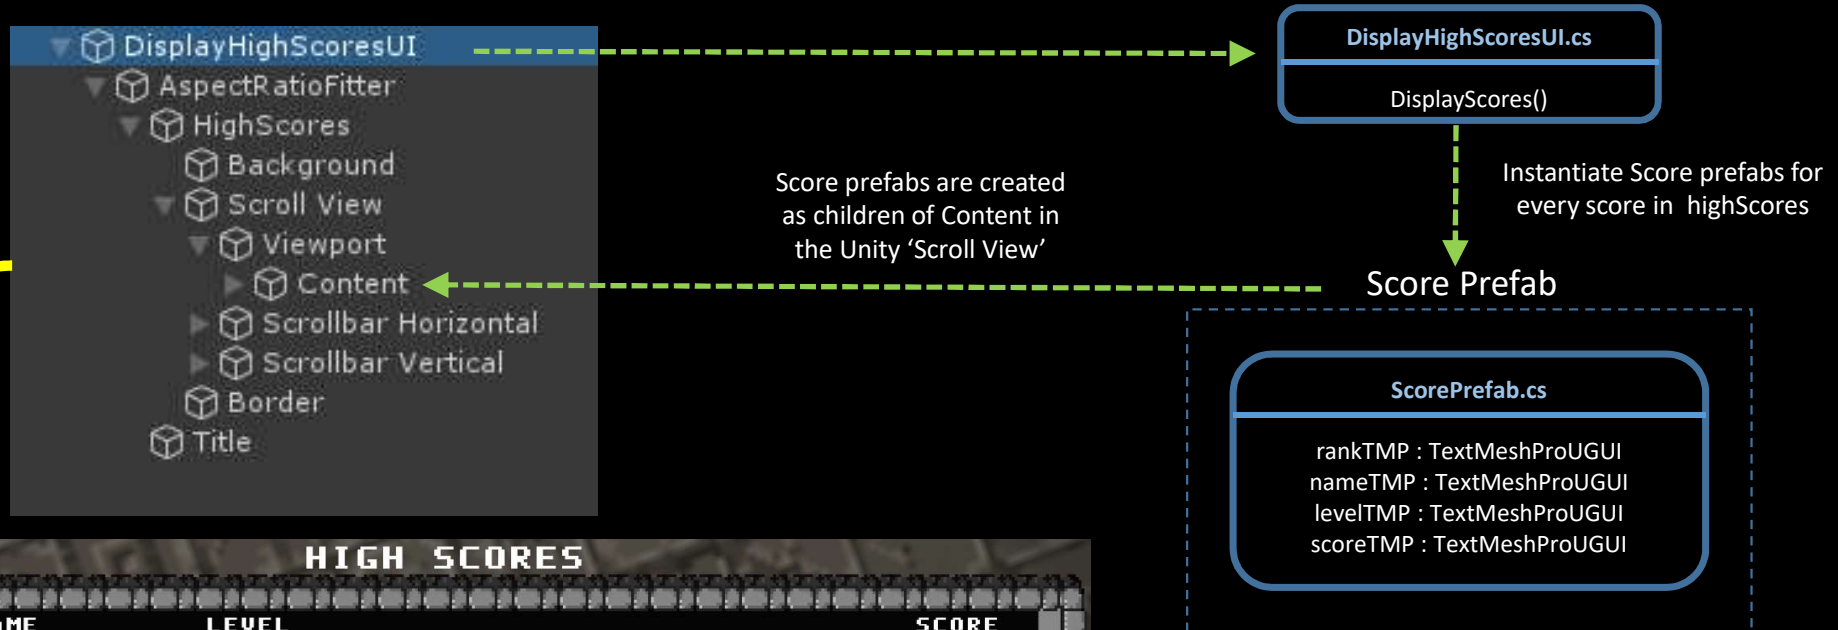 DisplayHighScoresUI
AspectRatioFitter
HighScores
Background
Scroll View
Viewport
Content
Scrollbar Horizontal
Scrollbar Vertical
Border
Title
Score prefabs are created
as children of Content in
the Unity ‘Scroll View’
DisplayHighScoresUI.cs
DisplayScores()
Instantiate Score prefabs for
every score in highScores
Score Prefab
ScorePrefab.cs
rankTMP : TextMeshProUGUI
nameTMP : TextMeshProUGUI
levelTMP : TextMeshProUGUI
scoreTMP : TextMeshProUGUI
HIGH SCORES
LEVEL SCORE